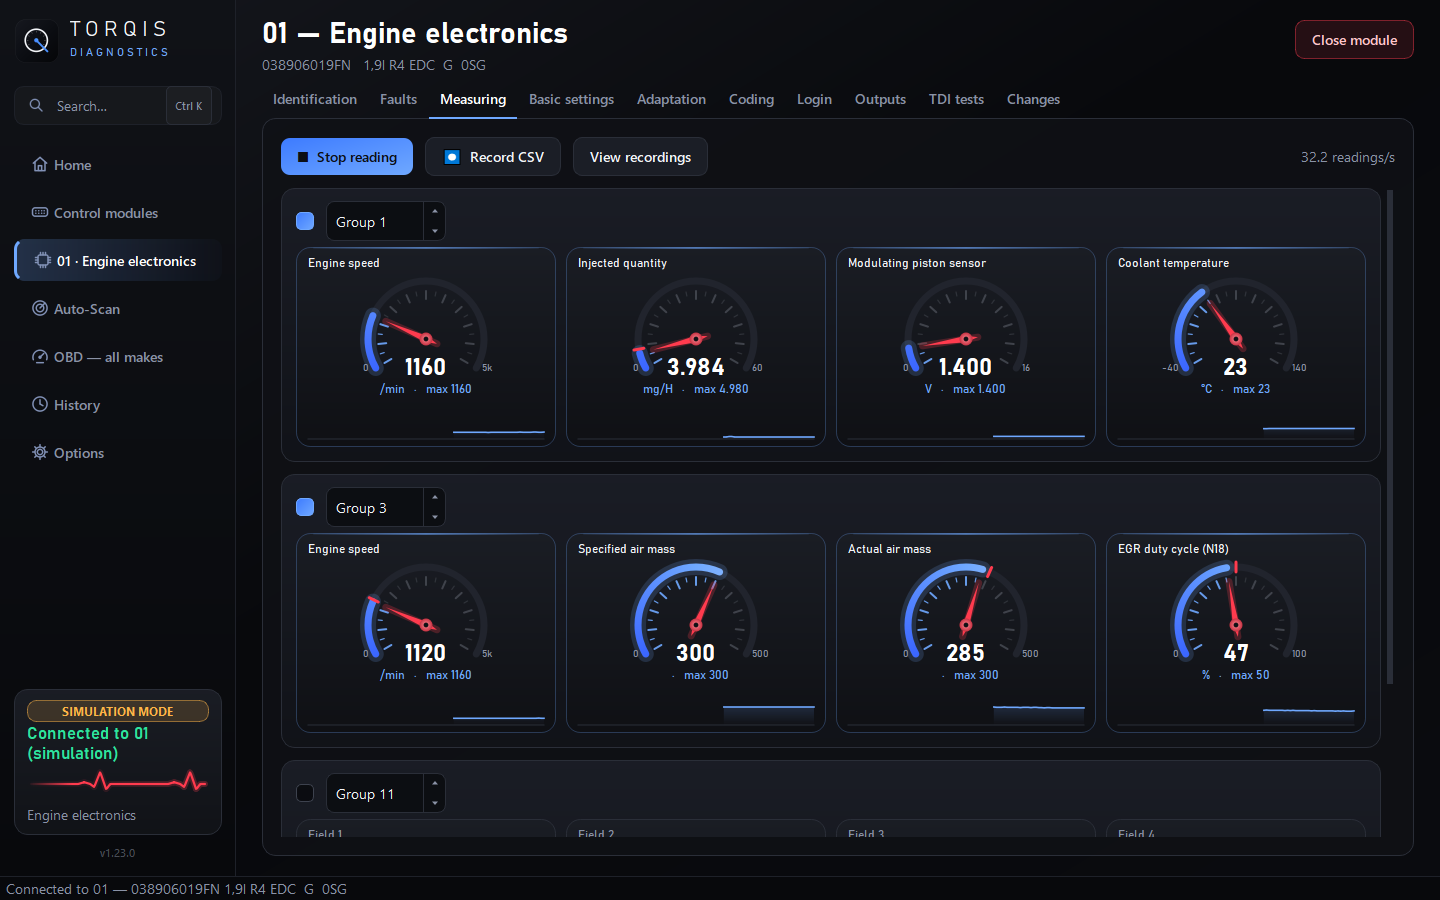 TORQIS
DIAGNOSTICS
Search...
Ctrl K
Home
Control modules
01 · Engine electronics
Auto-Scan
OBD — all makes
History
Options
SIMULATION MODE
Connected to 01
(simulation)
Engine electronics
v1.23.0
01 — Engine electronics
038906019FN 1,9l R4 EDC G 0SG
Close module
Identification Faults Measuring Basic settings Adaptation Coding Login Outputs TDI tests Changes
Stop reading Record CSV View recordings 32.2 readings/s
Group 1
Engine speed
0 1160 5k
/min · max 1160
Injected quantity
0 3.984 60
mg/H · max 4.980
Modulating piston sensor
0 1.400 16
V · max 1.400
Coolant temperature
-40 23 140
°C · max 23
Group 3
Engine speed
0 1120 5k
/min · max 1160
Specified air mass
0 300 500
· max 300
Actual air mass
0 285 500
· max 300
EGR duty cycle (N18)
0 47 100
% · max 50
Group 11
Field 1 Field 2 Field 3 Field 4
Connected to 01 — 038906019FN 1,9l R4 EDC G 0SG